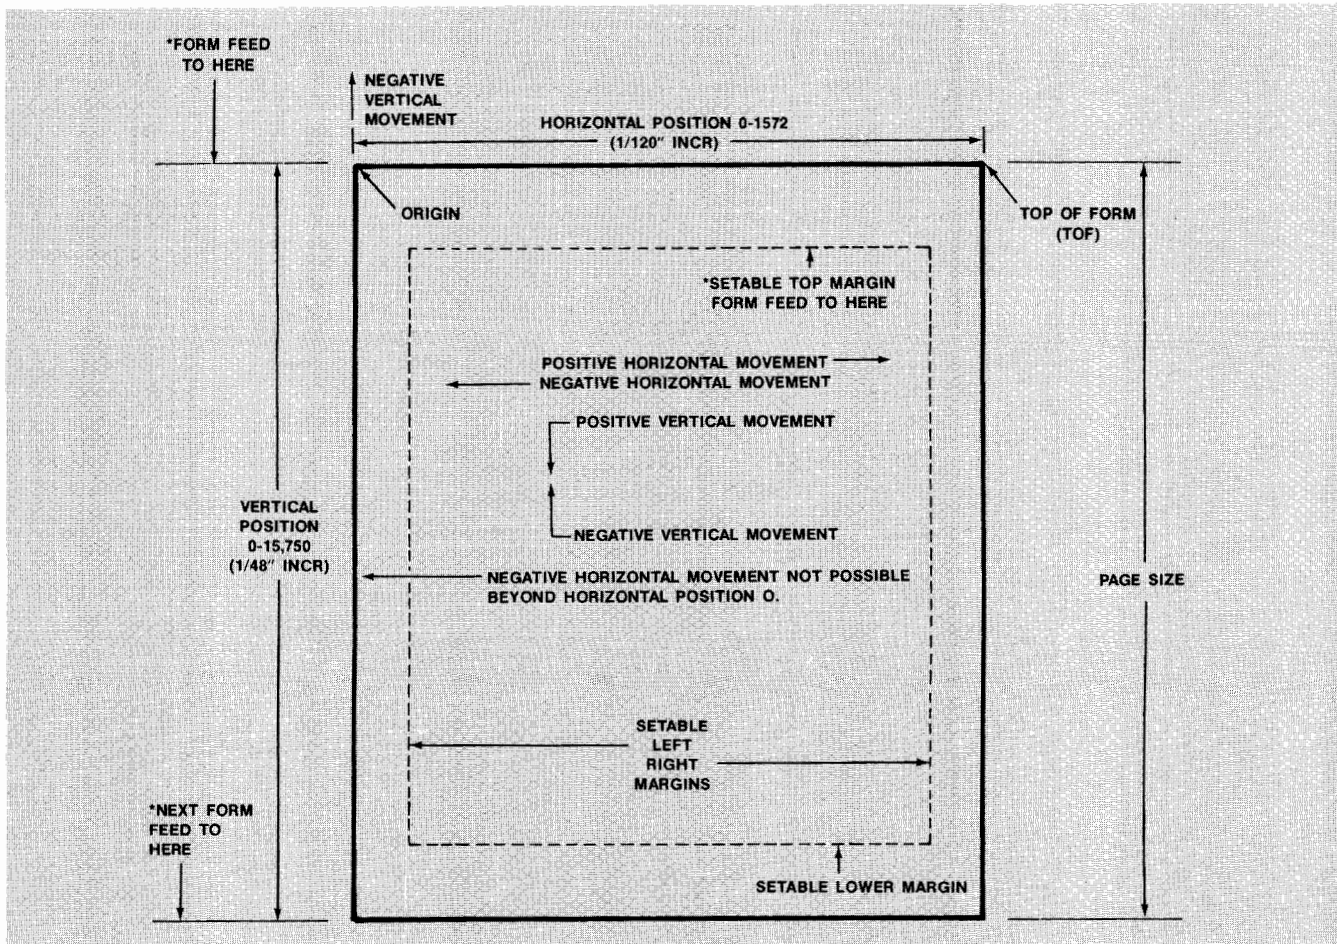 *FORM FEED
TO HERE
NEGATIVE
VERTICAL
MOVEMENT
HORIZONTAL POSITION 0-1572
(1/120" INCR)
ORIGIN
TOP OF FORM
(TOF)
*SETABLE TOP MARGIN
FORM FEED TO HERE
POSITIVE HORIZONTAL MOVEMENT
NEGATIVE HORIZONTAL MOVEMENT
POSITIVE VERTICAL MOVEMENT
VERTICAL
POSITION
0-15,750
(1/48" INCR)
NEGATIVE VERTICAL MOVEMENT
NEGATIVE HORIZONTAL MOVEMENT NOT POSSIBLE
BEYOND HORIZONTAL POSITION O.
PAGE SIZE
SETABLE
LEFT
RIGHT
MARGINS
*NEXT FORM
FEED TO
HERE
SETABLE LOWER MARGIN